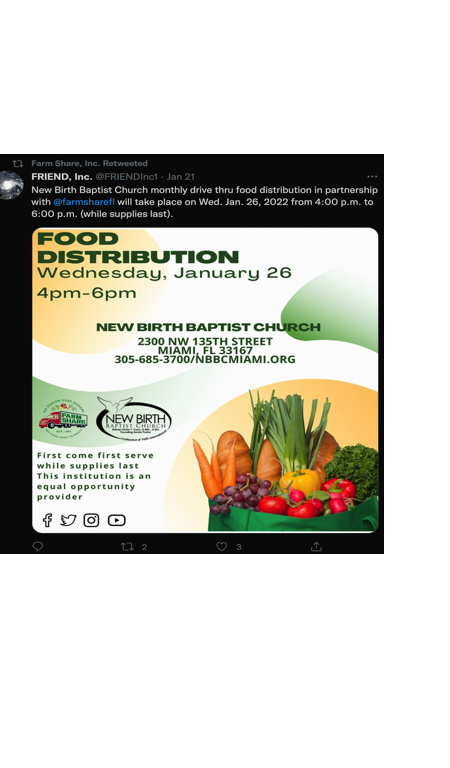 Farm Share, Inc. Retweeted
FRIEND, Inc. @FRIENDInc1 · Jan 21
New Birth Baptist Church monthly drive thru food distribution in partnership
with @farmsharefl will take place on Wed. Jan. 26, 2022 from 4:00 p.m. to
6:00 p.m. (while supplies last).
FOOD
DISTRIBUTION
Wednesday, January 26
4pm-6pm
NEW BIRTH BAPTIST CHURCH
2300 NW 135TH STREET
MIAMI, FL 33167
305-685-3700/NBBCMIAMI.ORG
FARM
SHARE
NEW BIRTH
BAPTIST CHURCH
First come first serve
while supplies last
This institution is an
equal opportunity
provider
2
3